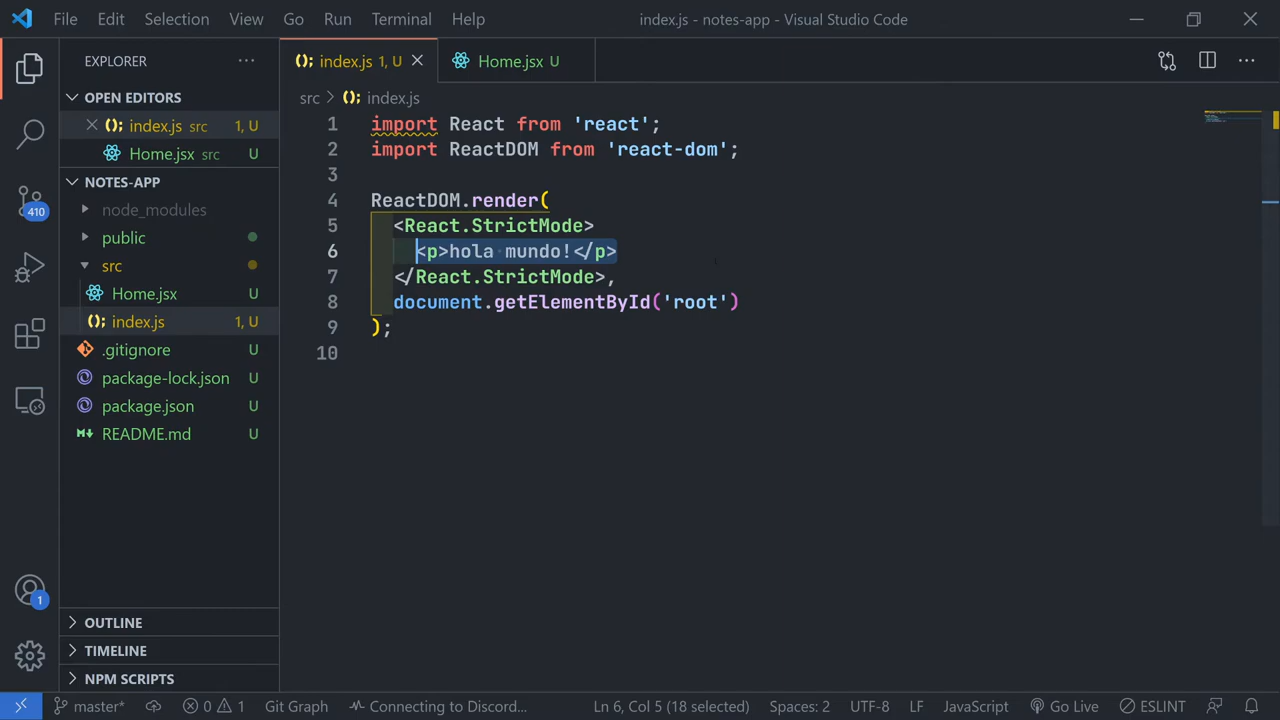 File Edit Selection View Go Run Terminal Help index.js - notes-app - Visual Studio Code
EXPLORER
OPEN EDITORS
index.js src 1, U
Home.jsx src U
NOTES-APP
node_modules
public
src
Home.jsx U
index.js 1, U
.gitignore U
package-lock.json U
package.json U
README.md U
OUTLINE
TIMELINE
NPM SCRIPTS
410
1
index.js 1, U Home.jsx U
src index.js
1 import React from 'react';
2 import ReactDOM from 'react-dom';
3
4 ReactDOM.render(
5 <React.StrictMode>
6 <p>hola·mundo!</p>
7 </React.StrictMode>,
8 document.getElementById('root')
9 );
10
master* 0 1 Git Graph Connecting to Discord... Ln 6, Col 5 (18 selected) Spaces: 2 UTF-8 LF JavaScript Go Live ESLINT